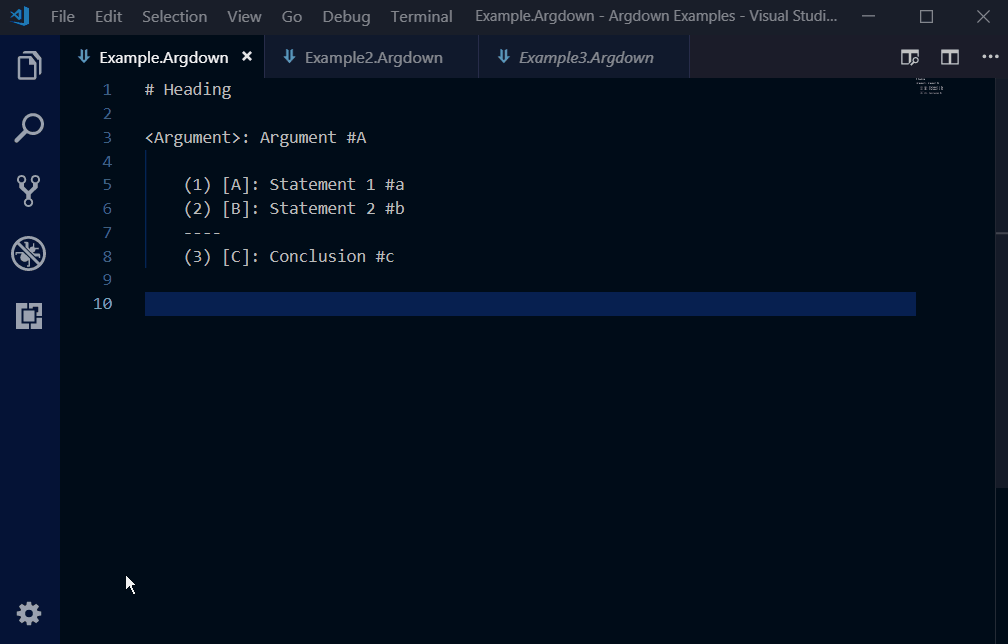 File Edit Selection View Go Debug Terminal Example.Argdown - Argdown Examples - Visual Studi...
Example.Argdown Example2.Argdown Example3.Argdown
1 # Heading
2
3 <Argument>: Argument #A
4
5 (1) [A]: Statement 1 #a
6 (2) [B]: Statement 2 #b
7 ----
8 (3) [C]: Conclusion #c
9
10